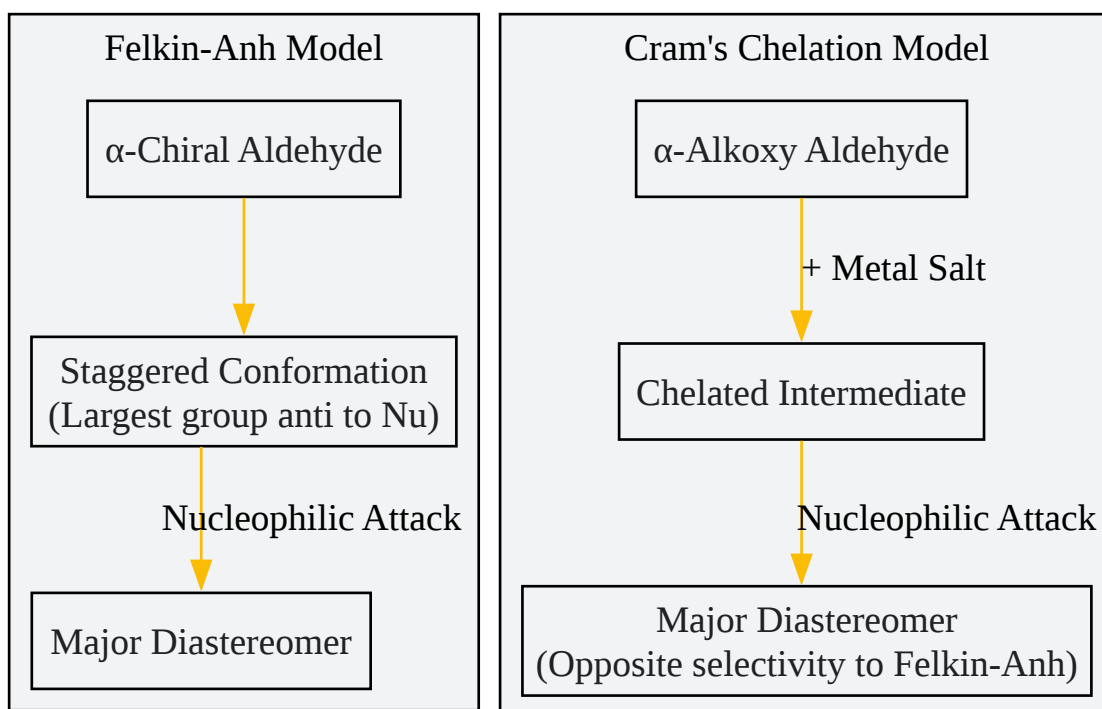 Felkin-Anh Model
α-Chiral Aldehyde
Staggered Conformation
(Largest group anti to Nu)
Nucleophilic Attack
Major Diastereomer
Cram's Chelation Model
α-Alkoxy Aldehyde
+ Metal Salt
Chelated Intermediate
Nucleophilic Attack
Major Diastereomer
(Opposite selectivity to Felkin-Anh)